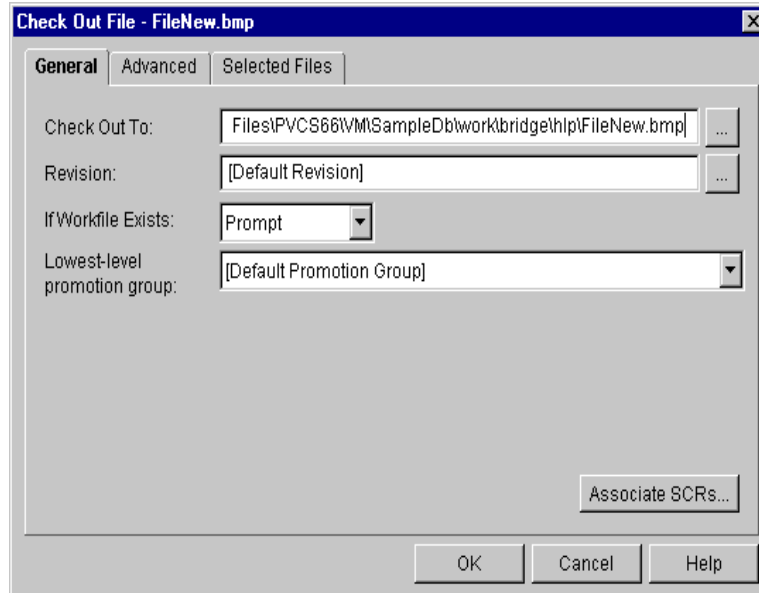 Check Out File - FileNew.bmp
General Advanced Selected Files
Check Out To: Files\PVCS66\VM\SampleDb\work\bridge\hlp\FileNew.bmp ...
Revision: [Default Revision] ...
If Workfile Exists: Prompt
Lowest-level
promotion group: [Default Promotion Group]
Associate SCRs...
OK Cancel Help